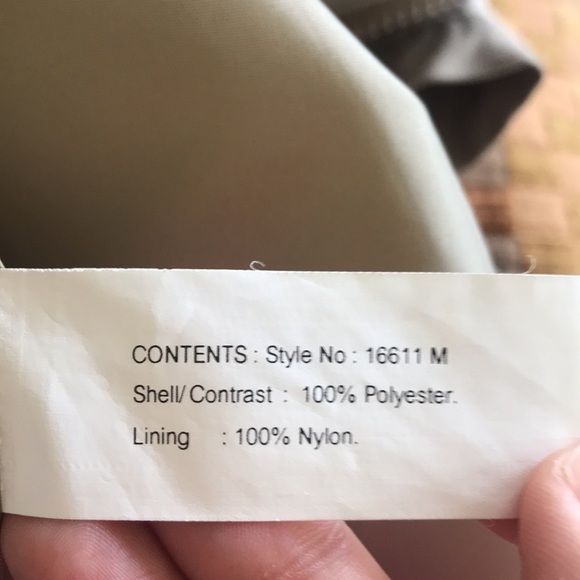 CONTENTS : Style No : 16611 M
Shell/Contrast : 100% Polyester.
Lining : 100% Nylon.